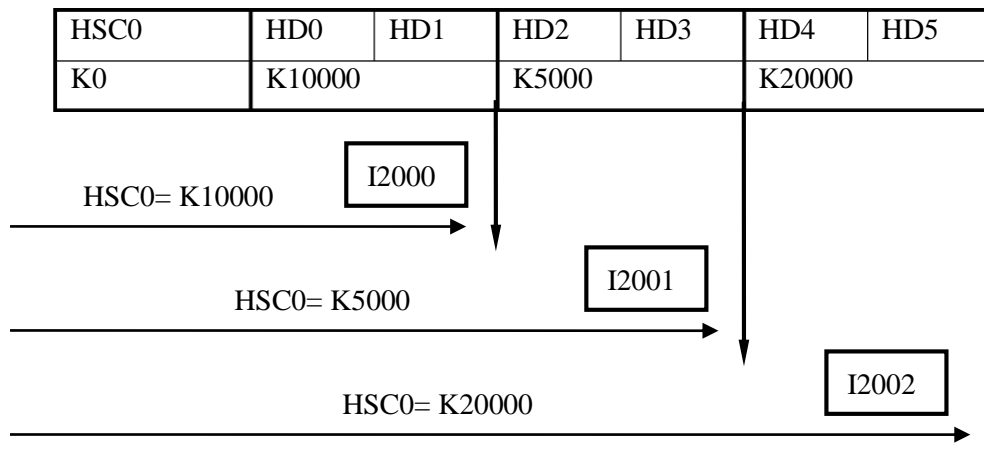 HSC0 HD0 HD1 HD2 HD3 HD4 HD5
K0 K10000 K5000 K20000
I2000
HSC0= K10000
I2001
HSC0= K5000
I2002
HSC0= K20000